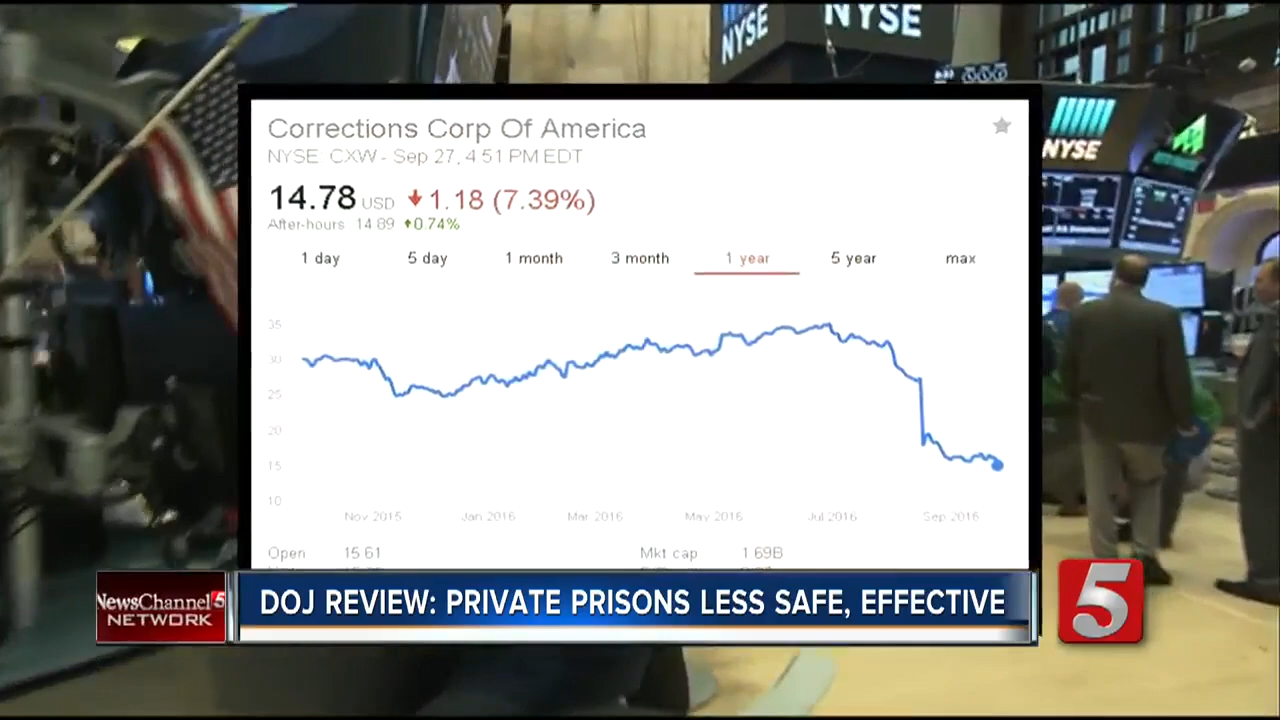 NYSE
NYSE
NYSE
Corrections Corp Of America
NYSE CXW - Sep 27, 4 51 PM EDT
14.78 USD 1.18 (7.39%)
After-hours 14 89 0.74%
1 day 5 day 1 month 3 month 1 year 5 year max
35
30
25
20
15
10
Nov 2015 Jan 2016 Mar 2016 May 2016 Jul 2016 Sep 2016
Open 15 61 Mkt cap 1 69B
NewsChannel5
NETWORK
DOJ REVIEW: PRIVATE PRISONS LESS SAFE, EFFECTIVE
5